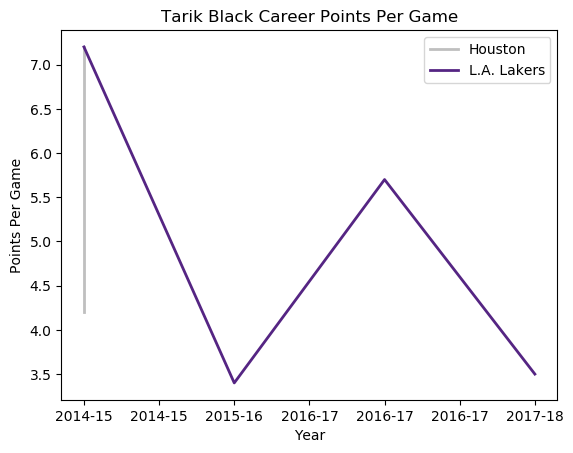 Tarik Black Career Points Per Game
Houston
L.A. Lakers
Points Per Game
7.0
6.5
6.0
5.5
5.0
4.5
4.0
3.5
2014-15 2014-15 2015-16 2016-17 2016-17 2016-17 2017-18
Year